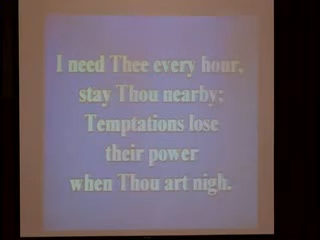 I need Thee every hour,
stay Thou nearby;
Temptations lose
their power
when Thou art nigh.